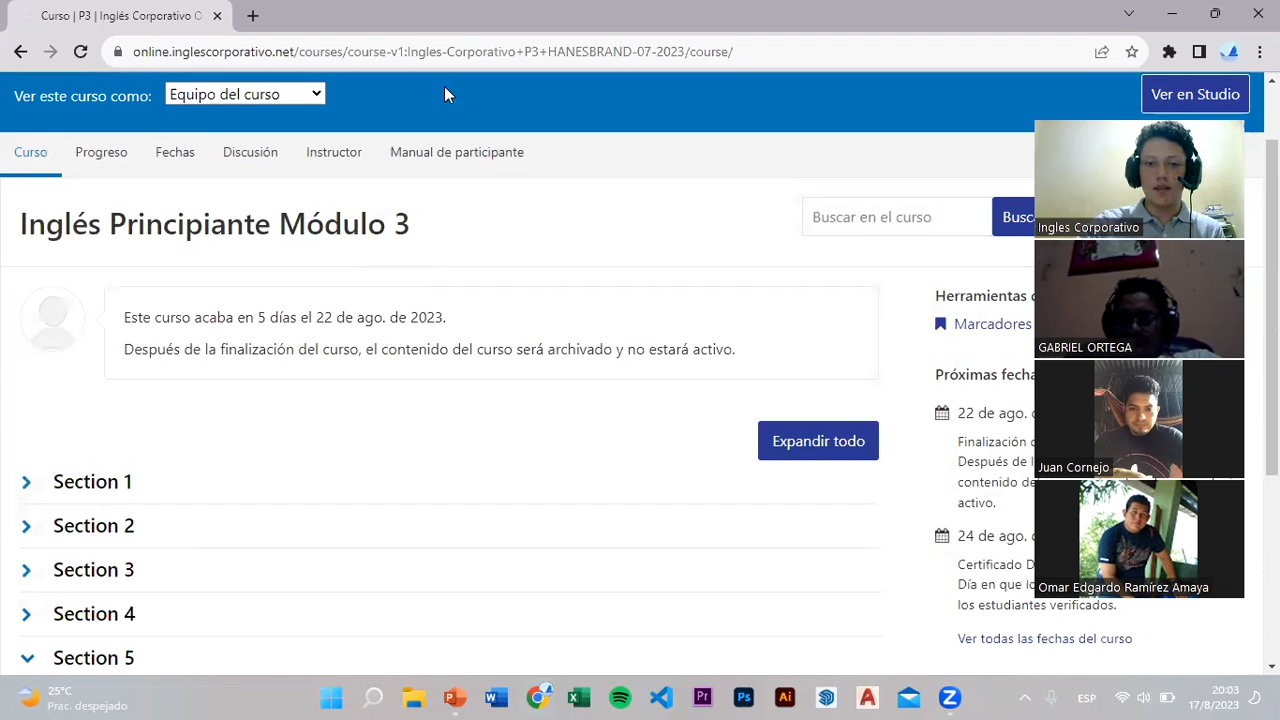 Curso | P3 | Inglés Corporativo O
online.inglescorporativo.net/courses/course-v1:Ingles-Corporativo+P3+HANESBRAND-07-2023/course/
Ver este curso como:
Equipo del curso
Ver en Studio
Curso
Progreso
Fechas
Discusión
Instructor
Manual de participante
Inglés Principiante Módulo 3
Buscar en el curso
Busc
Ingles Corporativo
Este curso acaba en 5 días el 22 de ago. de 2023.
Después de la finalización del curso, el contenido del curso será archivado y no estará activo.
Herramientas
Marcadores
GABRIEL ORTEGA
Próximas fecha
22 de ago.
Finalización
Después de l
contenido de
activo.
Expandir todo
Juan Cornejo
Section 1
Section 2
Section 3
Section 4
Section 5
24 de ago.
Certificado D
Día en que lo
los estudiantes verificados.
Omar Edgardo Ramírez Amaya
Ver todas las fechas del curso
25°C
Prac. despejado
ESP
20:03
17/8/2023